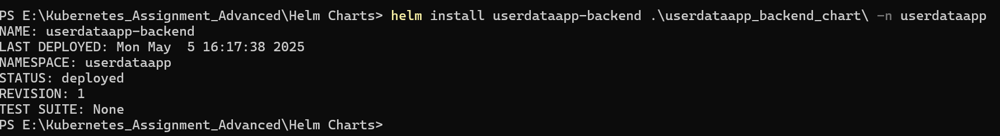 PS E:\Kubernetes_Assignment_Advanced\Helm Charts> helm install userdataapp-backend .\userdataapp_backend_chart\ -n userdataapp
NAME: userdataapp-backend
LAST DEPLOYED: Mon May  5 16:17:38 2025
NAMESPACE: userdataapp
STATUS: deployed
REVISION: 1
TEST SUITE: None
PS E:\Kubernetes_Assignment_Advanced\Helm Charts>